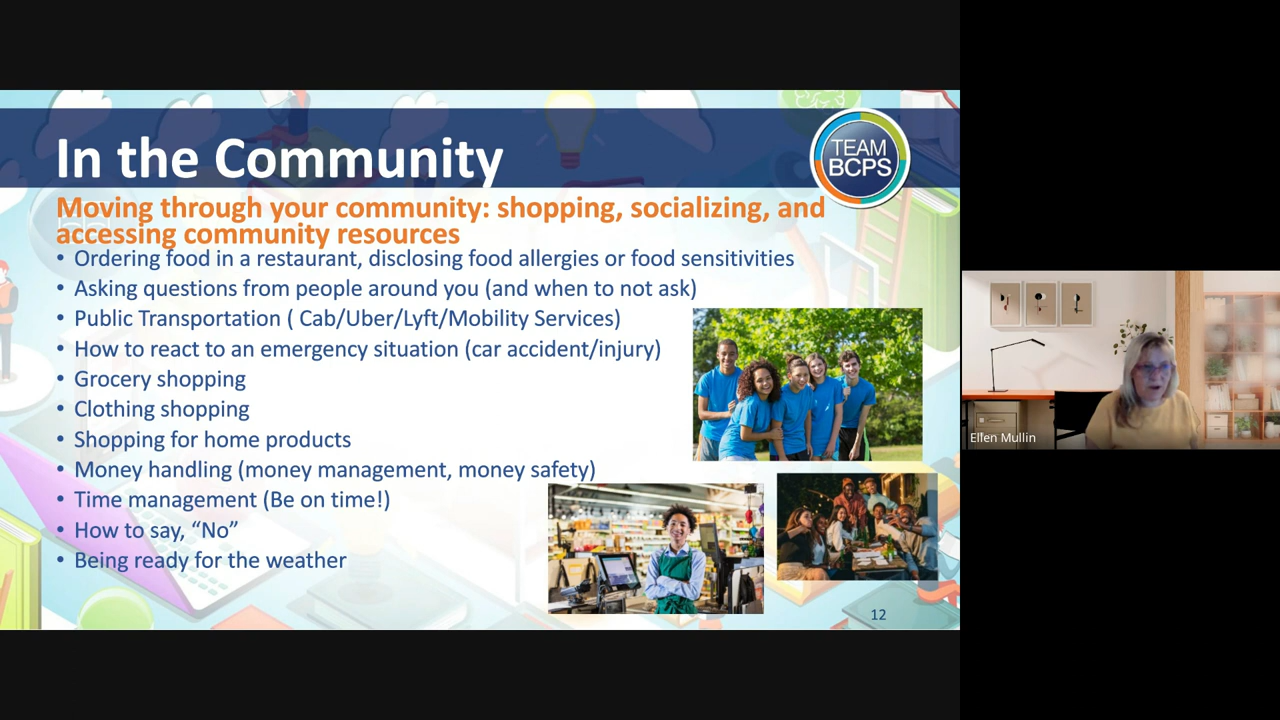 In the Community
TEAM
BCPS
Moving through your community: shopping, socializing, and
accessing community resources
• Ordering food in a restaurant, disclosing food allergies or food sensitivities
• Asking questions from people around you (and when to not ask)
• Public Transportation ( Cab/Uber/Lyft/Mobility Services)
• How to react to an emergency situation (car accident/injury)
• Grocery shopping
• Clothing shopping
• Shopping for home products
• Money handling (money management, money safety)
• Time management (Be on time!)
• How to say, “No”
• Being ready for the weather
12
Ellen Mullin